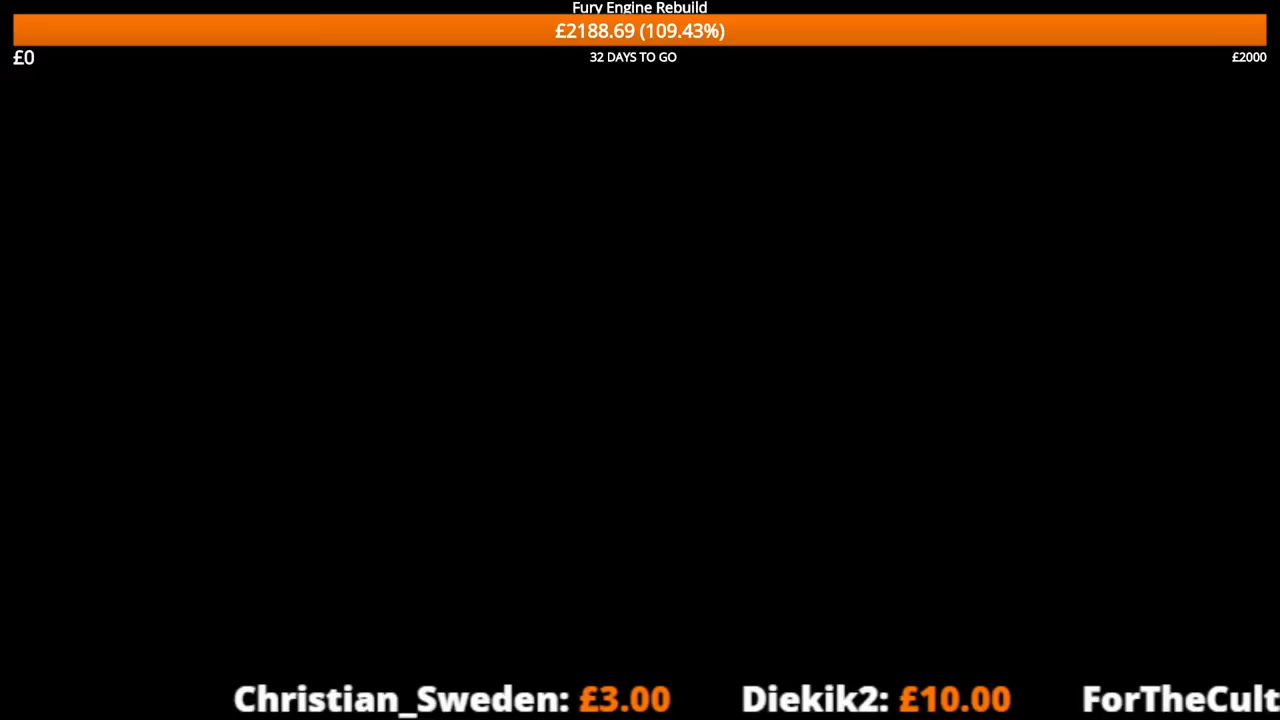 Fury Engine Rebuild
£2188.69 (109.43%)
£0 32 DAYS TO GO £2000
Christian_Sweden: £3.00 Diekik2: £10.00 ForTheCult